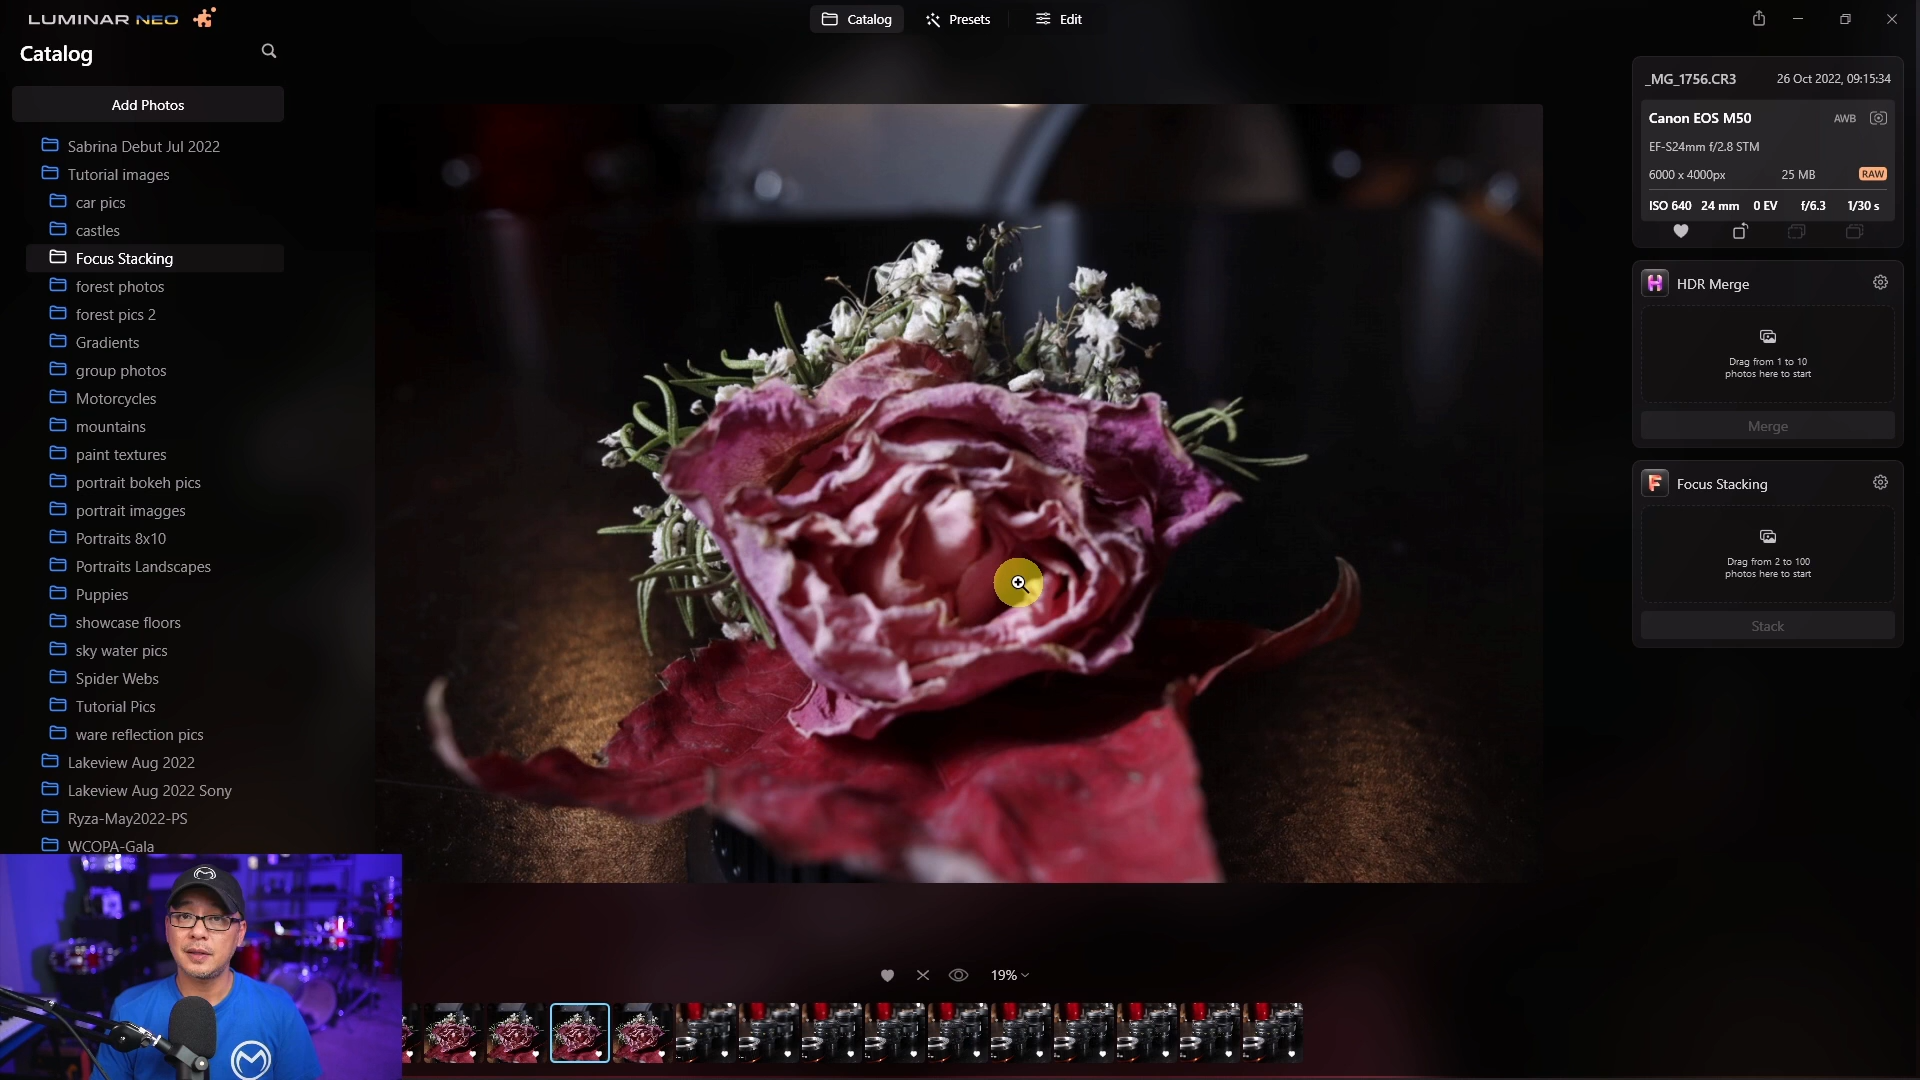 LUMINAR NEO
Catalog
Presets
Edit
Catalog
Add Photos
Sabrina Debut Jul 2022
Tutorial images
car pics
castles
Focus Stacking
forest photos
forest pics 2
Gradients
group photos
Motorcycles
mountains
paint textures
portrait bokeh pics
portrait imagges
Portraits 8x10
Portraits Landscapes
Puppies
showcase floors
sky water pics
Spider Webs
Tutorial Pics
ware reflection pics
Lakeview Aug 2022
Lakeview Aug 2022 Sony
Ryza-May2022-PS
WCOPA-Gala
_MG_1756.CR3 26 Oct 2022, 09:15:34
Canon EOS M50 AWB
EF-S24mm f/2.8 STM
6000 x 4000px 25 MB RAW
ISO 640 24 mm 0 EV f/6.3 1/30 s
H HDR Merge
Drag from 1 to 10
photos here to start
Merge
F Focus Stacking
Drag from 2 to 100
photos here to start
Stack
19%